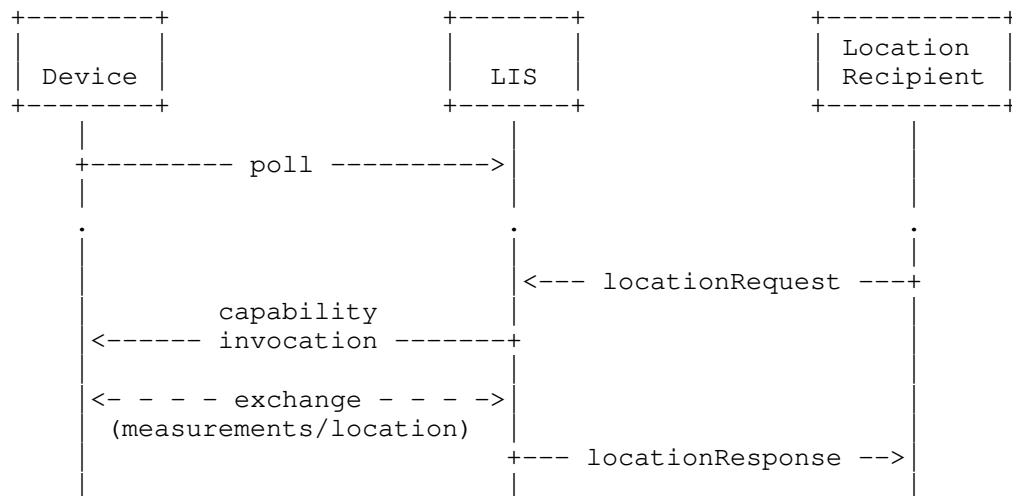 Location
Device LIS Recipient
poll
locationRequest
capability
invocation
exchange
(measurements/location)
locationResponse